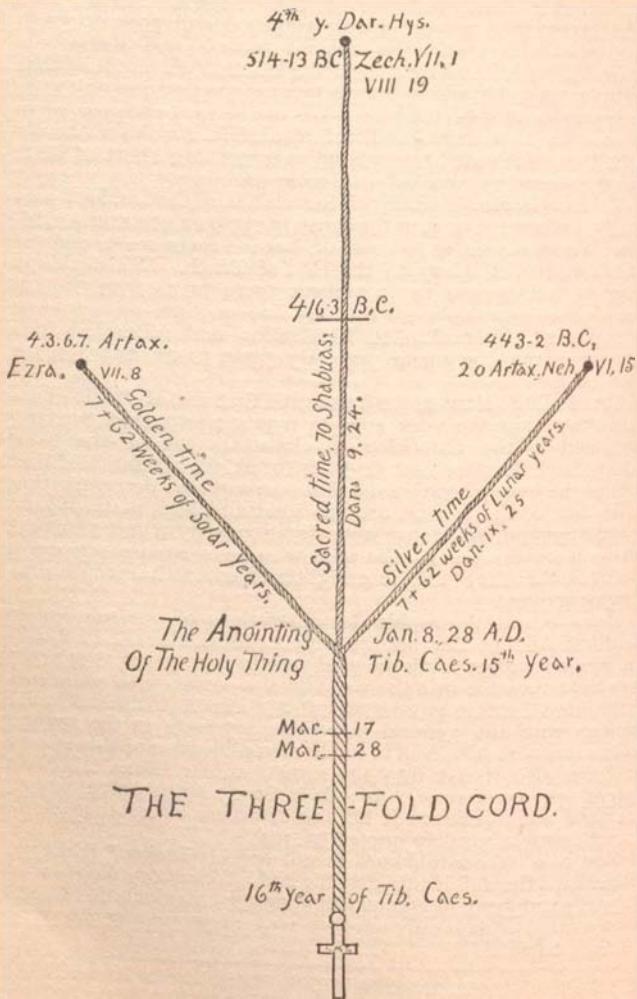 4th y. Dar. Hys.
514-13 BC Zech. VII, 1
VIII 19
416-3 B.C.
4.3.6.7. Artax.
Ezra. VII. 8
443-2 B.C,
20 Artax, Neh, VI, 15
Golden time
7+62 Weeks of Solar Years.
Sacred time, 70 Shabuas,
Dan. 9. 24.
Silver Time
7+62 weeks of Lunar years.
Dan. ix. 25
The Anointing
Of The Holy Thing
Jan. 8, 28 A.D.
Tib. Caes. 15th year.
Mar. 17
Mar. 28
THE THREE-FOLD CORD.
16th year of Tib. Caes.